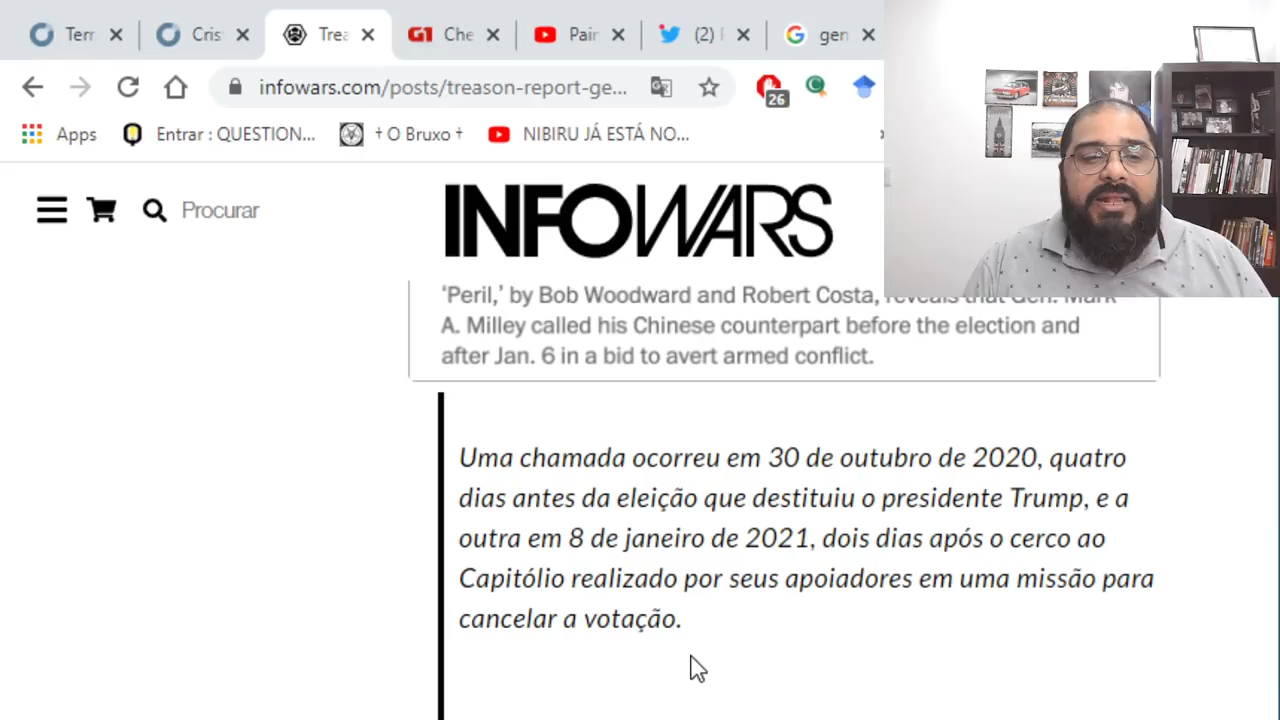 Terr
Cris
Trea
G1 Che
Pair
(2)
gen
infowars.com/posts/treason-report-ge...
26
Apps
Entrar : QUESTION...
† O Bruxo †
NIBIRU JÁ ESTÁ NO...
Procurar
INFOWARS
'Peril,' by Bob Woodward and Robert Costa, reveals that Gen. Mark
A. Milley called his Chinese counterpart before the election and
after Jan. 6 in a bid to avert armed conflict.
Uma chamada ocorreu em 30 de outubro de 2020, quatro
dias antes da eleição que destituiu o presidente Trump, e a
outra em 8 de janeiro de 2021, dois dias após o cerco ao
Capitólio realizado por seus apoiadores em uma missão para
cancelar a votação.